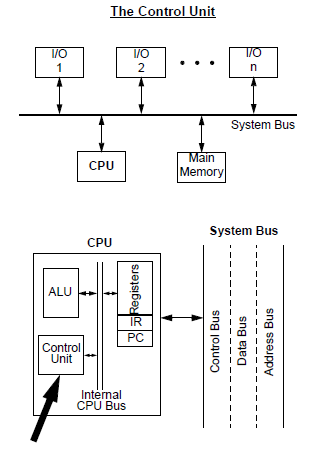 The Control Unit
I/O
1
I/O
2
I/O
n
System Bus
CPU
Main
Memory
System Bus
CPU
ALU
Registers
IR
PC
Control
Unit
Internal
CPU Bus
Control Bus
Data Bus
Address Bus